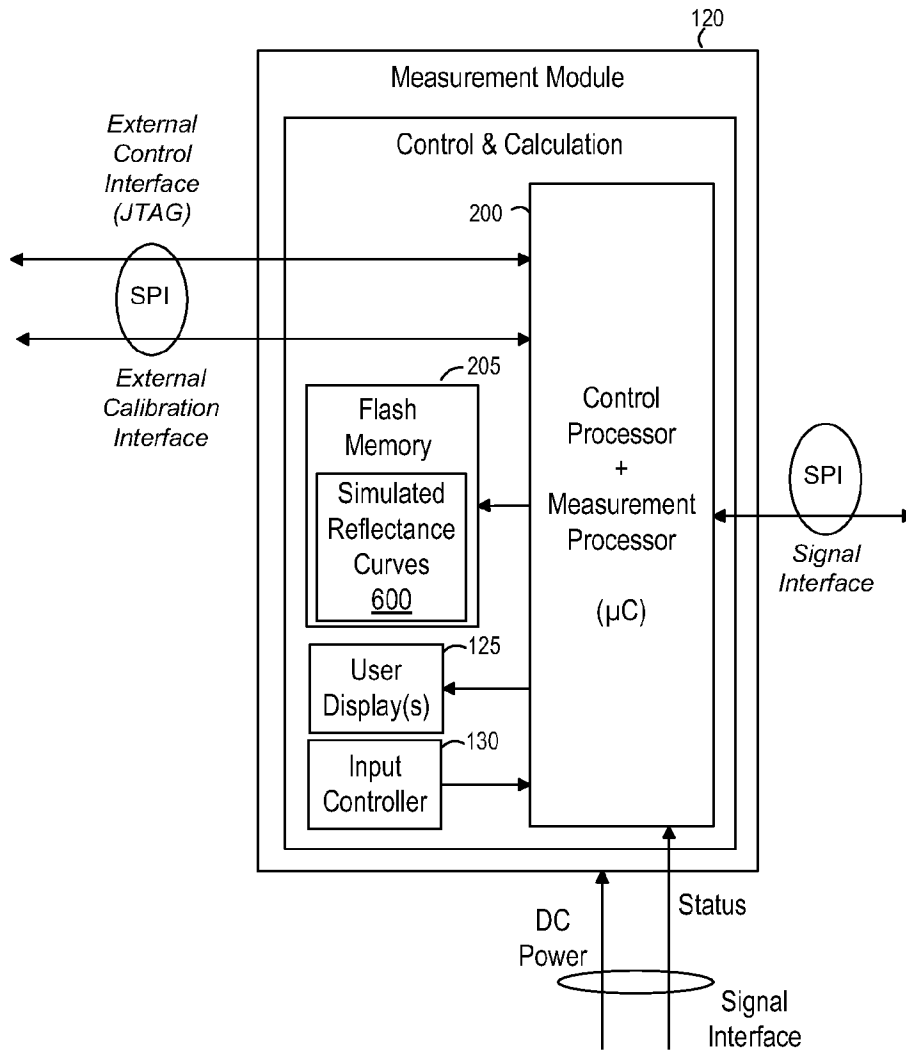 120
Measurement Module
External
Control
Interface
(JTAG)
Control & Calculation
200
SPI
External
Calibration
Interface
205
Flash
Memory
Simulated
Reflectance
Curves
600
Control
Processor
+
Measurement
Processor
(µC)
SPI
Signal
Interface
125
User
Display(s)
130
Input
Controller
DC
Power
Status
Signal
Interface